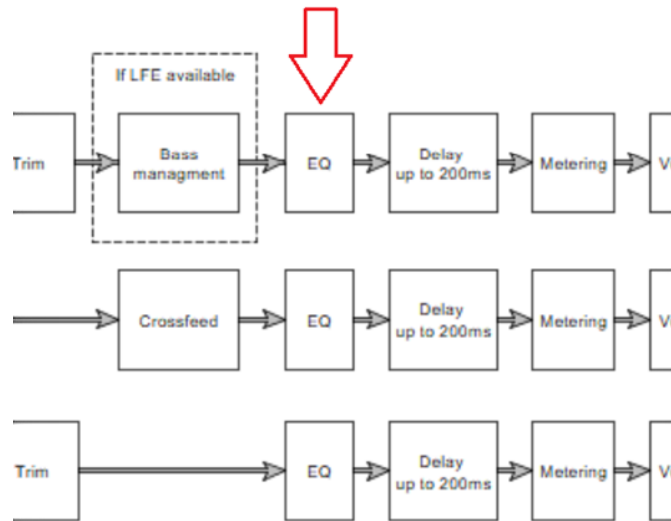 If LFE available
Trim
Bass
managment
EQ
Delay
up to 200ms
Metering
Crossfeed
EQ
Delay
up to 200ms
Metering
Trim
EQ
Delay
up to 200ms
Metering